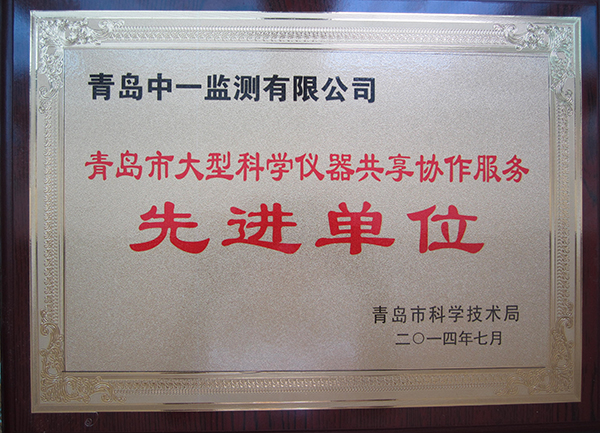 青岛中一监测有限公司
青岛市大型科学仪器共享协作服务
先进单位
青岛市科学技术局
二〇一四年七月